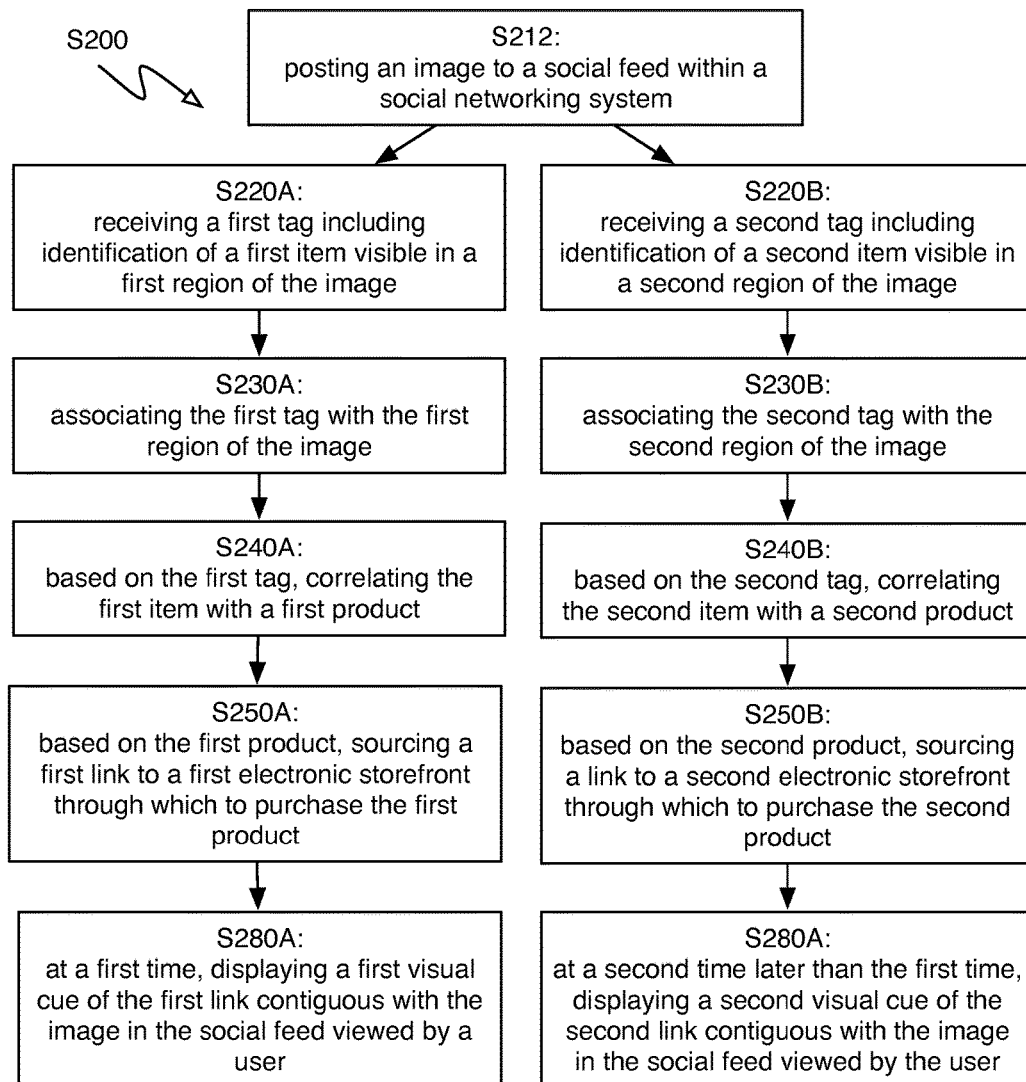 S200
S212:
posting an image to a social feed within a
social networking system
S220A:
receiving a first tag including
identification of a first item visible in a
first region of the image
S220B:
receiving a second tag including
identification of a second item visible in
a second region of the image
S230A:
associating the first tag with the first
region of the image
S230B:
associating the second tag with the
second region of the image
S240A:
based on the first tag, correlating the
first item with a first product
S240B:
based on the second tag, correlating
the second item with a second product
S250A:
based on the first product, sourcing a
first link to a first electronic storefront
through which to purchase the first
product
S250B:
based on the second product, sourcing
a link to a second electronic storefront
through which to purchase the second
product
S280A:
at a first time, displaying a first visual
cue of the first link contiguous with the
image in the social feed viewed by a
user
S280A:
at a second time later than the first time,
displaying a second visual cue of the
second link contiguous with the image
in the social feed viewed by the user